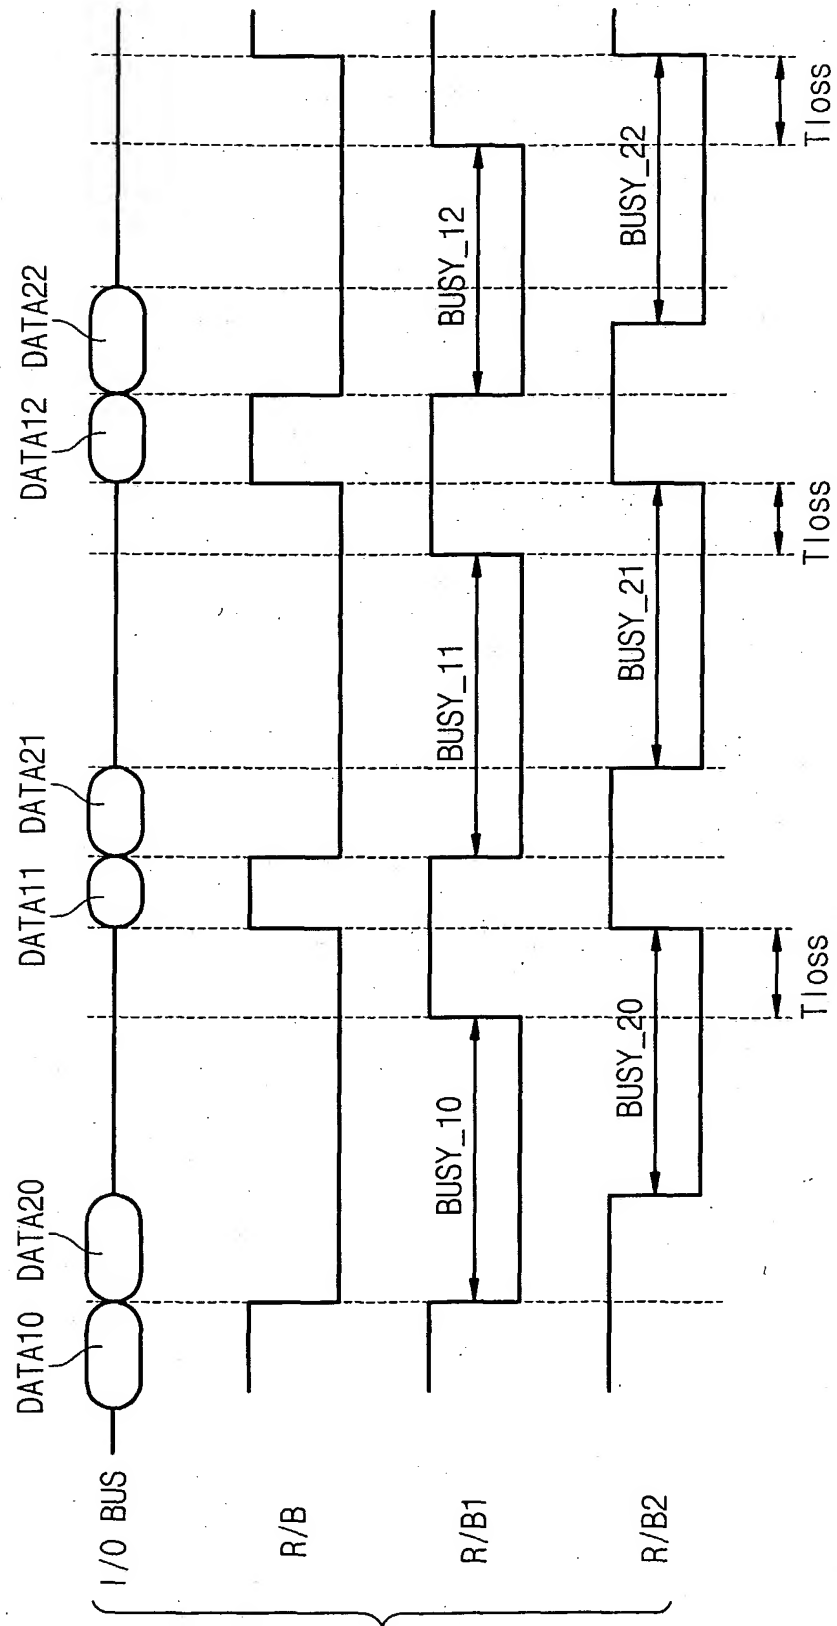 I/O BUS
DATA10
DATA20
DATA11
DATA21
DATA12
DATA22
R/B
R/B1
BUSY_10
BUSY_11
BUSY_12
R/B2
BUSY_20
BUSY_21
BUSY_22
Tloss
Tloss
Tloss